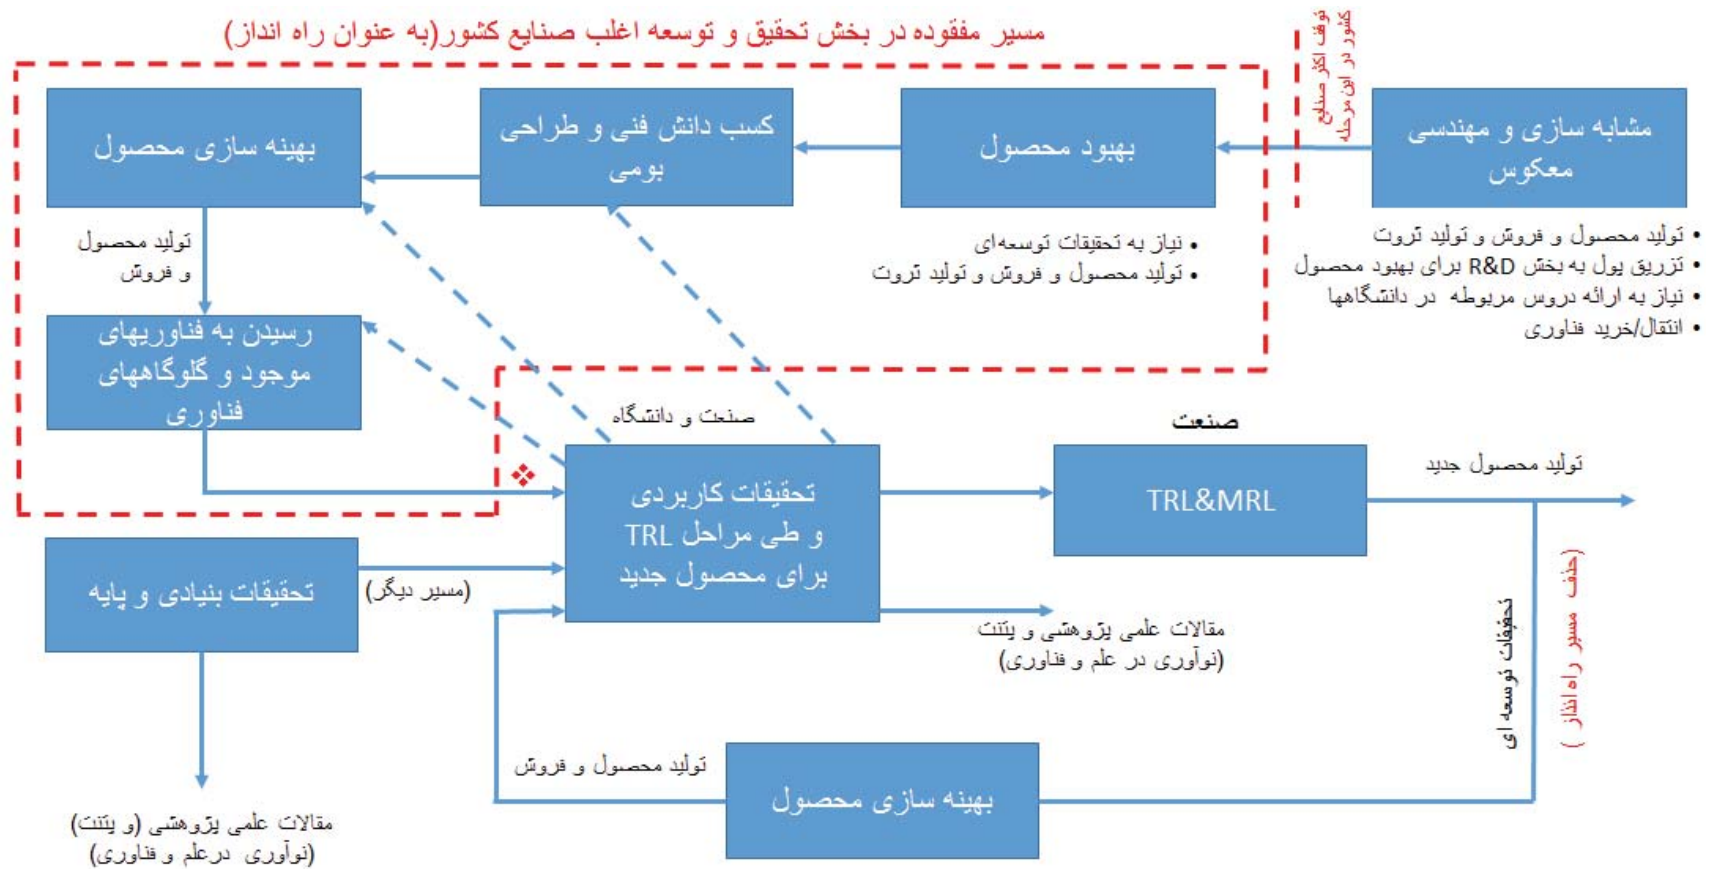 مسیر مفقوده در بخش تحقیق و توسعه اغلب صنایع کشور(به عنوان راه انداز)
توقف اکثر صنایع
کشور در این مرحله
مشابه سازی و مهندسی
معکوس
• تولید محصول و فروش و تولید ثروت
• تزریق پول به بخش R&D برای بهبود محصول
• نیاز به ارائه دروس مربوطه در دانشگاهها
• انتقال/خرید فناوری
بهبود محصول
• نیاز به تحقیقات توسعه‌ای
• تولید محصول و فروش و تولید ثروت
کسب دانش فنی و طراحی
بومی
بهینه سازی محصول
تولید محصول
و فروش
رسیدن به فناوریهای
موجود و گلوگاههای
فناوری
صنعت و دانشگاه
❖
تحقیقات کاربردی
و طی مراحل TRL
برای محصول جدید
صنعت
TRL&MRL
تولید محصول جدید
تحقیقات بنیادی و پایه
(مسیر دیگر)
مقالات علمی پژوهشی و پتنت
(نوآوری در علم و فناوری)
تحقیقات توسعه ای
(حذف مسیر راه انداز )
تولید محصول و فروش
بهینه سازی محصول
مقالات علمی پژوهشی (و پتنت)
(نوآوری درعلم و فناوری)